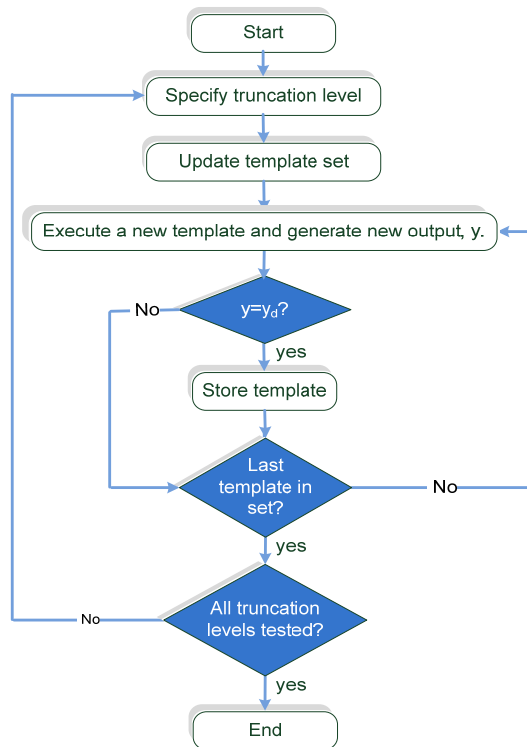 Start
Specify truncation level
Update template set
Execute a new template and generate new output, y.
No
y=yd?
yes
Store template
Last
template in
set?
No
yes
All truncation
levels tested?
No
yes
End